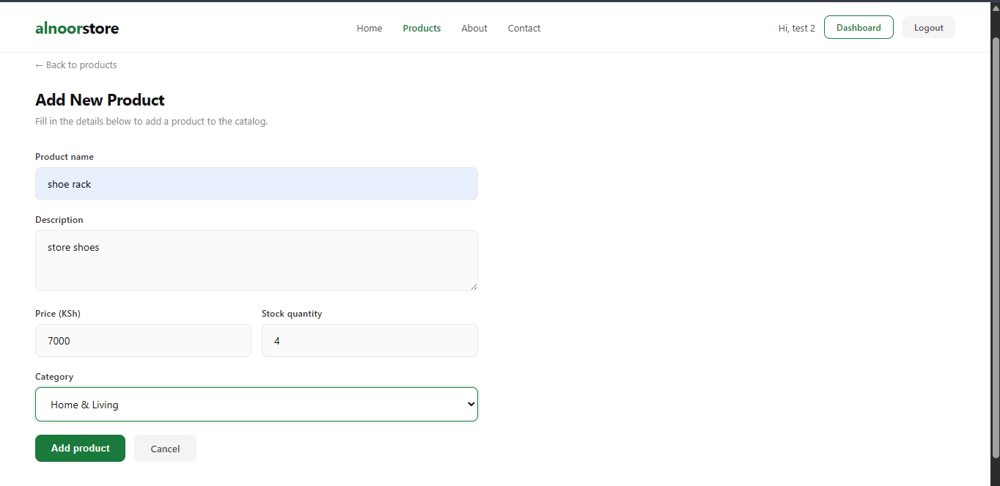 alnoorstore
Home Products About Contact
Hi, test 2 Dashboard Logout
← Back to products
Add New Product
Fill in the details below to add a product to the catalog.
Product name
shoe rack
Description
store shoes
Price (KSh) Stock quantity
7000 4
Category
Home & Living
Add product Cancel